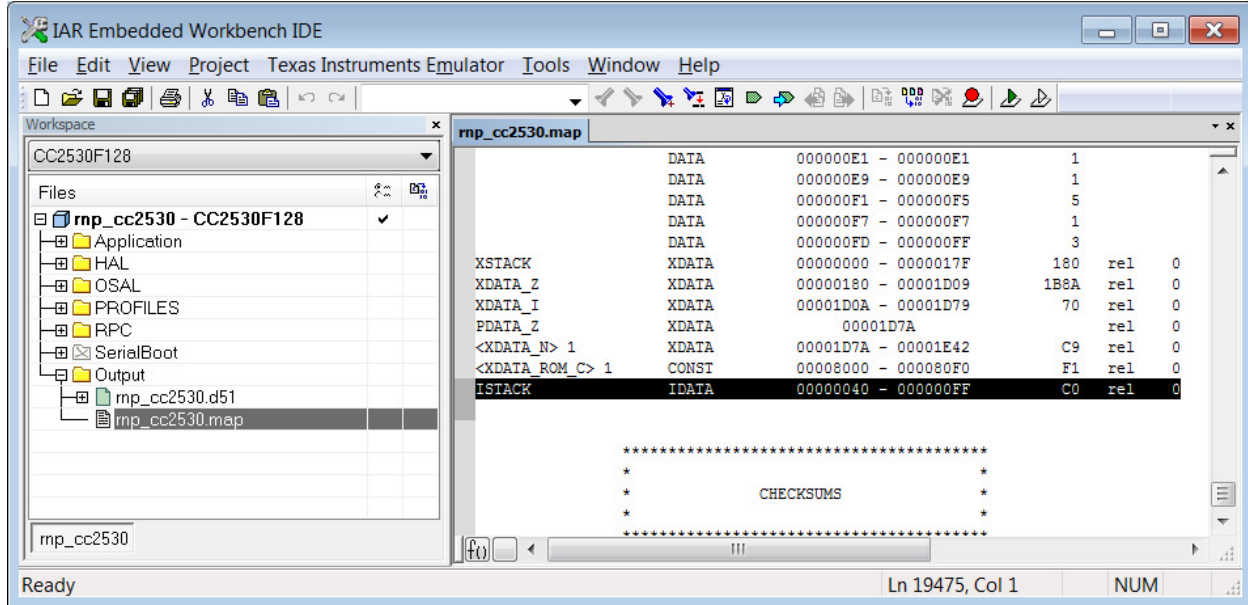 IAR Embedded Workbench IDE
File Edit View Project Texas Instruments Emulator Tools Window Help
Workspace
CC2530F128
Files
rnp_cc2530 - CC2530F128
Application
HAL
OSAL
PROFILES
RPC
SerialBoot
Output
rnp_cc2530.d51
rnp_cc2530.map
rnp_cc2530
rnp_cc2530.map
DATA 000000E1 - 000000E1 1
DATA 000000E9 - 000000E9 1
DATA 000000F1 - 000000F5 5
DATA 000000F7 - 000000F7 1
DATA 000000FD - 000000FF 3
XSTACK XDATA 00000000 - 0000017F 180 rel 0
XDATA_Z XDATA 00000180 - 00001D09 1B8A rel 0
XDATA_I XDATA 00001D0A - 00001D79 70 rel 0
PDATA_Z XDATA 00001D7A rel 0
<XDATA_N> 1 XDATA 00001D7A - 00001E42 C9 rel 0
<XDATA_ROM_C> 1 CONST 00008000 - 000080F0 F1 rel 0
ISTACK IDATA 00000040 - 000000FF C0 rel 0
****************************************
* *
* CHECKSUMS *
* *
****************************************
f()
Ready Ln 19475, Col 1 NUM